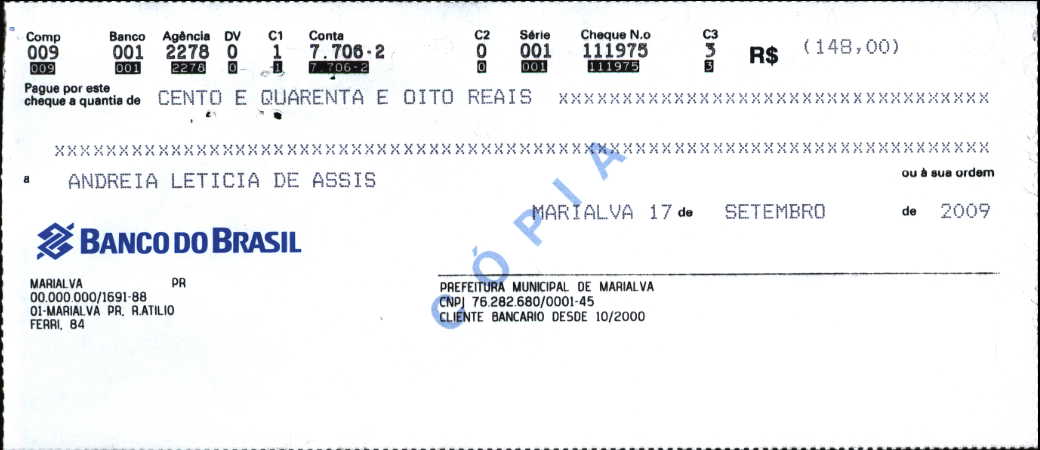 Comp Banco Agência DV C1 Conta C2 Série Cheque N.o C3
009 001 2278 0 1 7.706-2 0 001 111975 3 R$ (148,00)
009 001 2278 0 1 7.706-2 0 001 111975 3
Pague por este
cheque a quantia de CENTO E QUARENTA E OITO REAIS XXXXXXXXXXXXXXXXXXXXXXXXXXXXXXXXXXX
XXXXXXXXXXXXXXXXXXXXXXXXXXXXXXXXXXXXXXXXXXXXXXXXXXXXXXXXXXXXXXXXXXXXXXXXX
a ANDREIA LETICIA DE ASSIS ou à sua ordem
MARIALVA 17 de SETEMBRO de 2009
CÓPIA
BANCO DO BRASIL
MARIALVA PR
00.000.000/1691-88
01-MARIALVA PR. R.ATILIO
FERRI, 84
PREFEITURA MUNICIPAL DE MARIALVA
CNPJ 76.282.680/0001-45
CLIENTE BANCARIO DESDE 10/2000